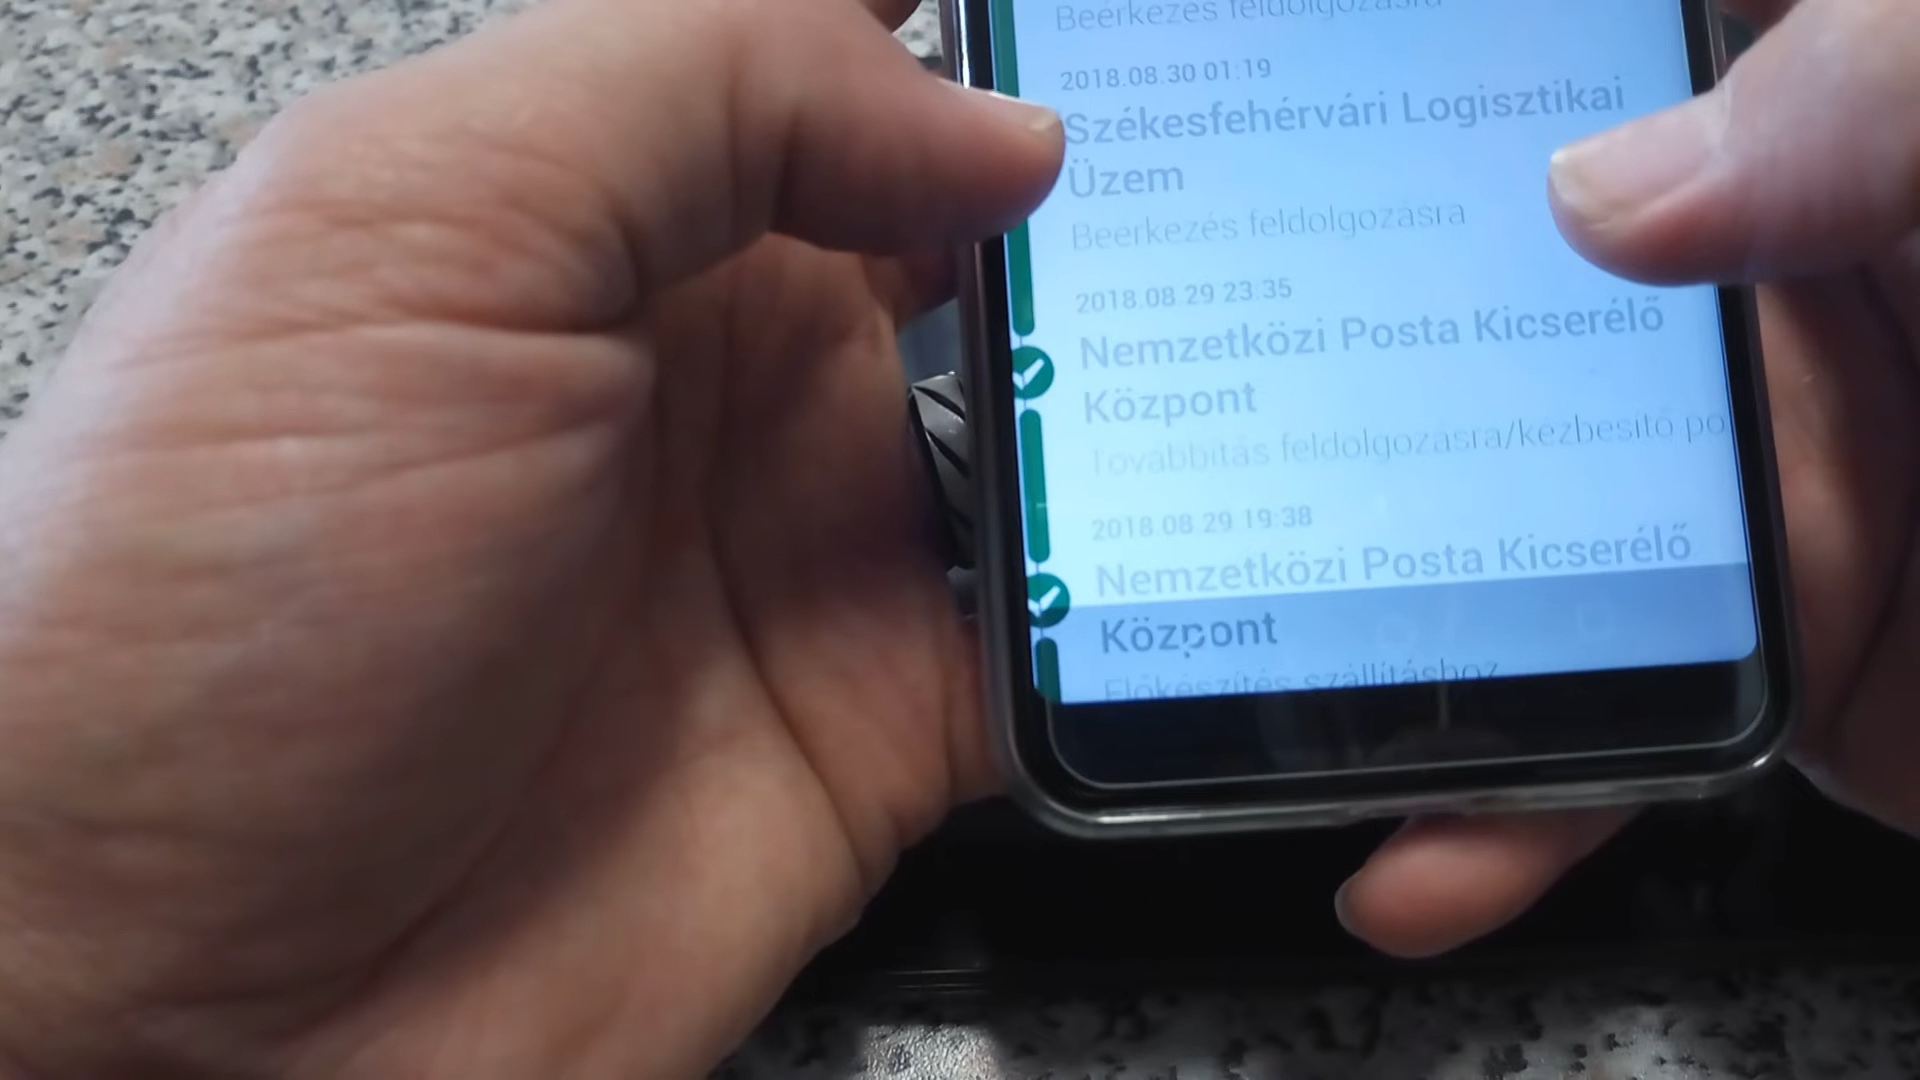 Beérkezés feldolgozásra
2018.08.30 01:19
Székesfehérvári Logisztikai
Üzem
Beérkezés feldolgozásra
2018.08.29 23:35
Nemzetközi Posta Kicserélő
Központ
Továbbítás feldolgozásra/kézbesítő po
2018.08.29 19:38
Nemzetközi Posta Kicserélő
Központ
Előkészítés szállításhoz